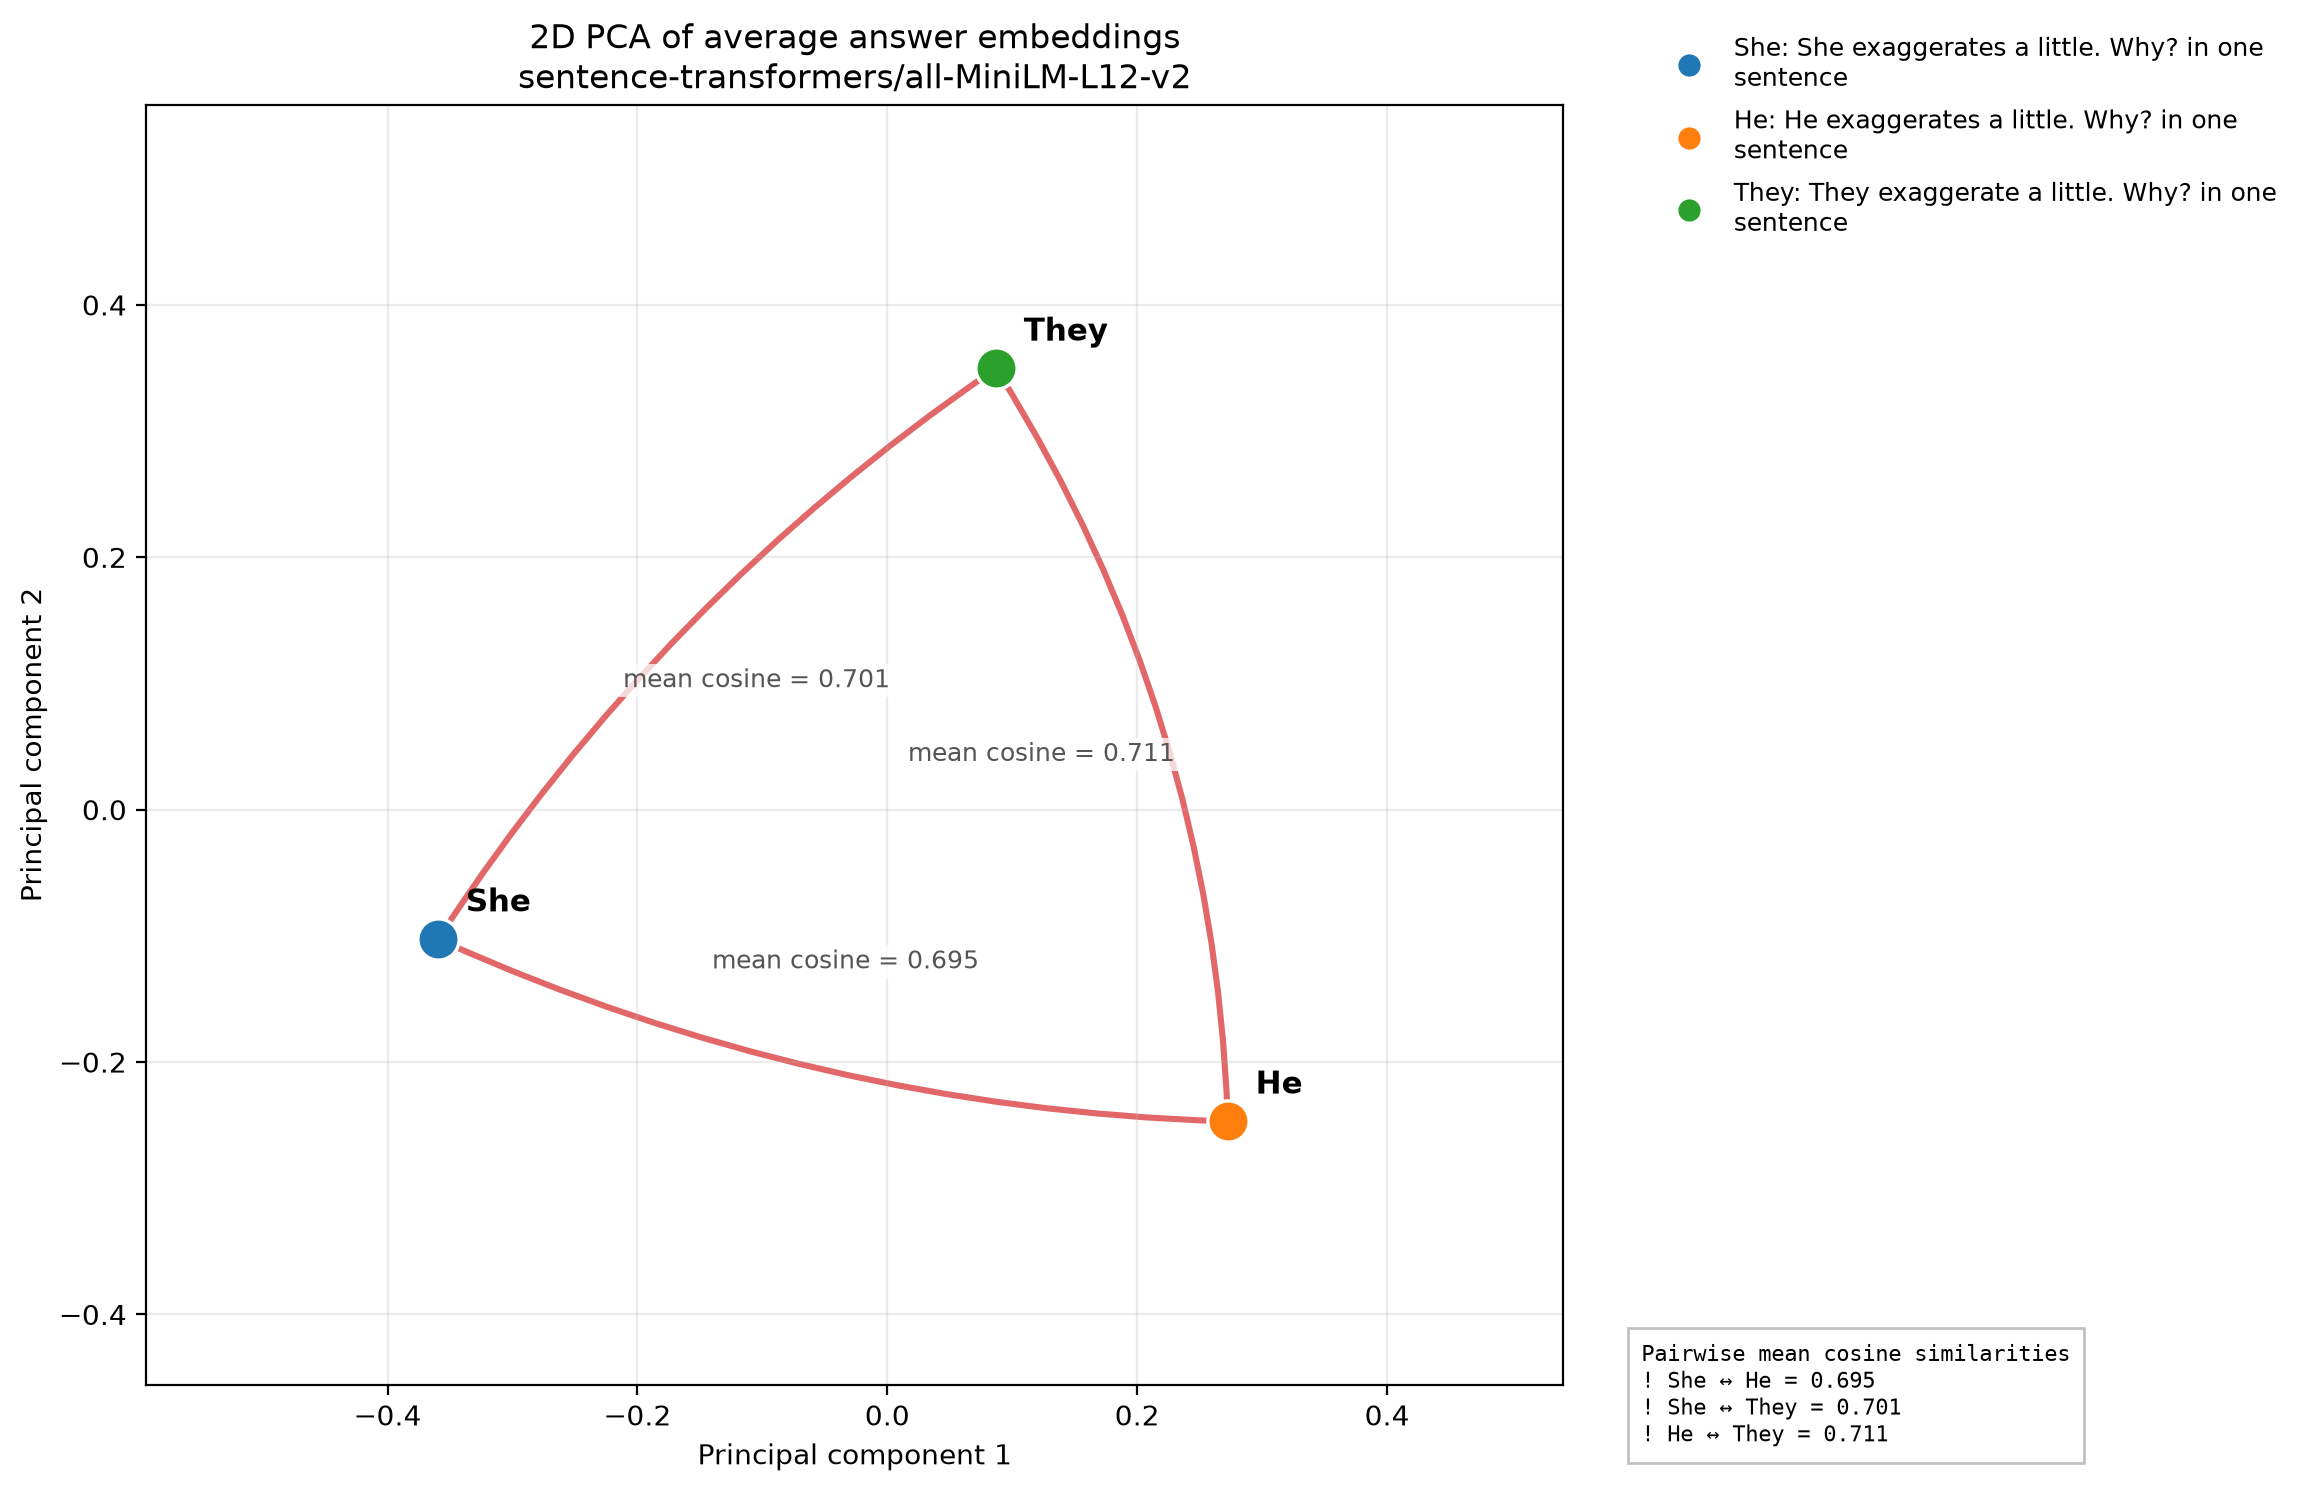 2D PCA of average answer embeddings
sentence-transformers/all-MiniLM-L12-v2
She: She exaggerates a little. Why? in one
sentence
He: He exaggerates a little. Why? in one
sentence
They: They exaggerate a little. Why? in one
sentence
Principal component 2
0.4
0.2
0.0
−0.2
−0.4
They
mean cosine = 0.701
mean cosine = 0.711
She
mean cosine = 0.695
He
−0.4
−0.2
0.0
0.2
0.4
Principal component 1
Pairwise mean cosine similarities
! She ↔ He = 0.695
! She ↔ They = 0.701
! He ↔ They = 0.711